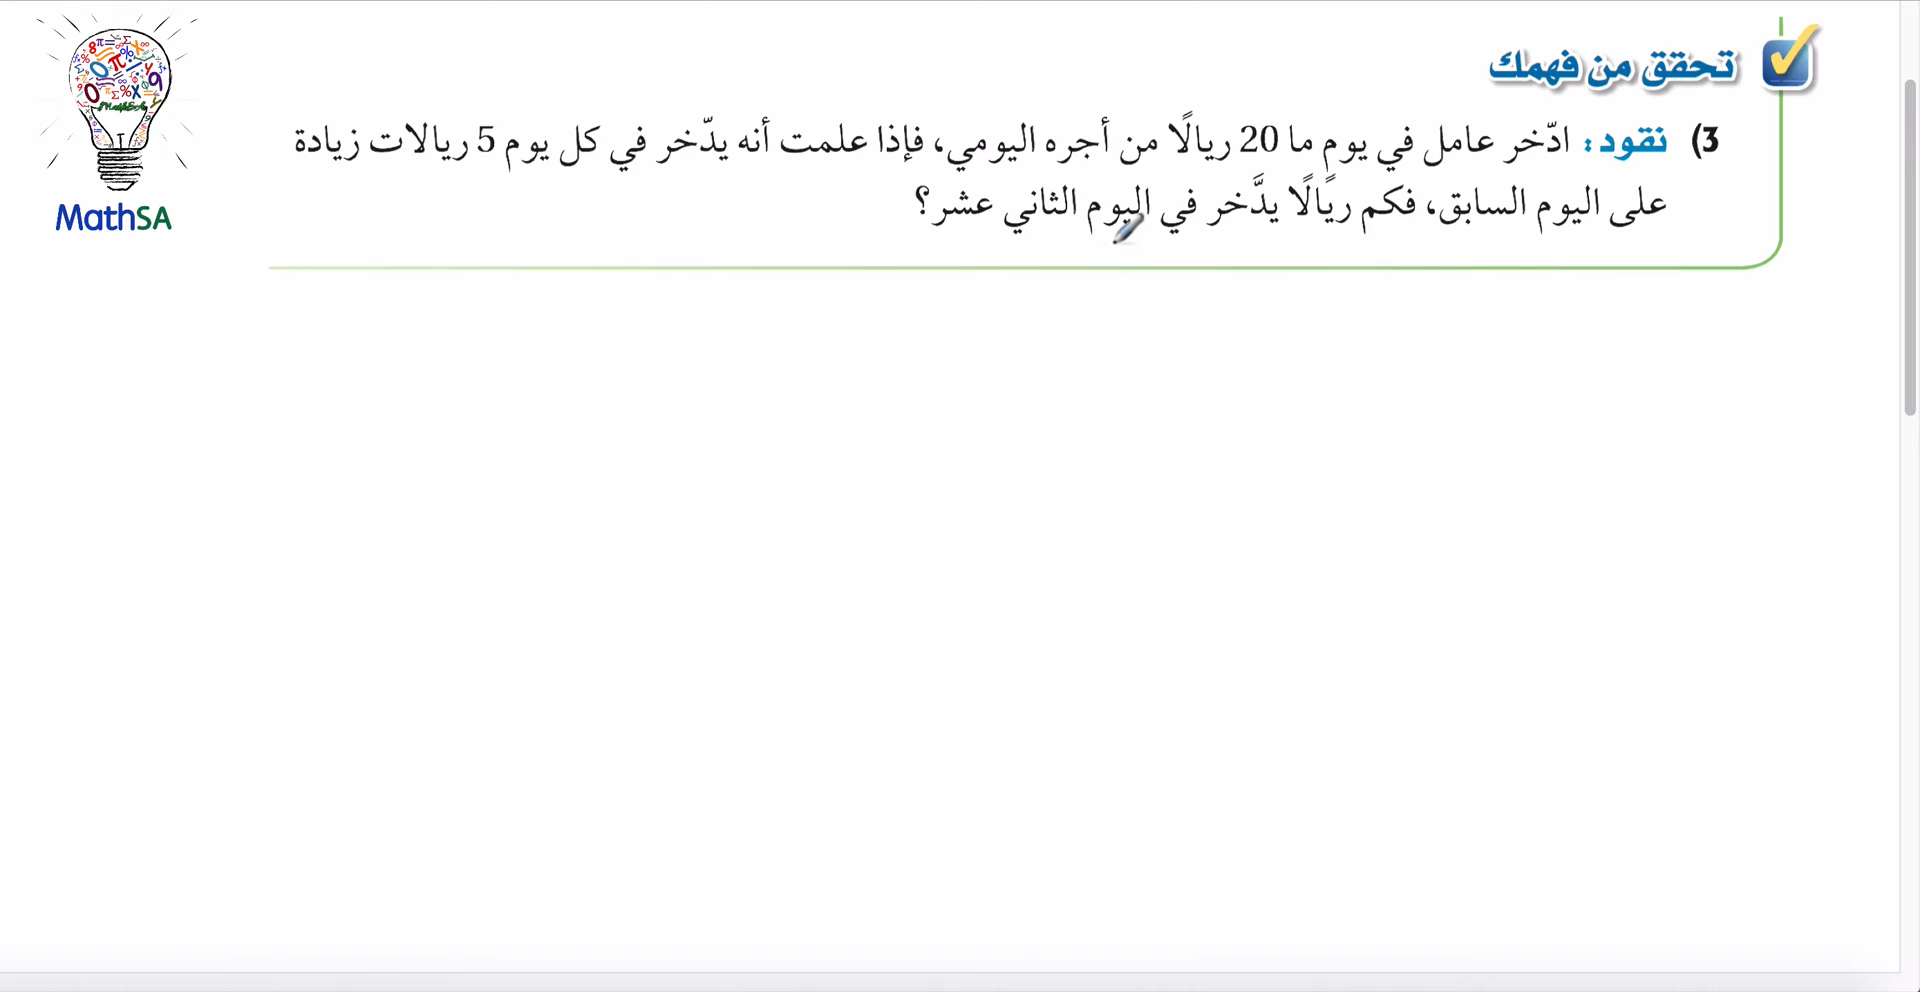 MathSA
تحقق من فهمك
3) نقود: ادّخر عامل في يوم ما 20 ريالًا من أجره اليومي، فإذا علمت أنه يدّخر في كل يوم 5 ريالات زيادة
على اليوم السابق، فكم ريًالًا يدَّخر في اليوم الثاني عشر؟